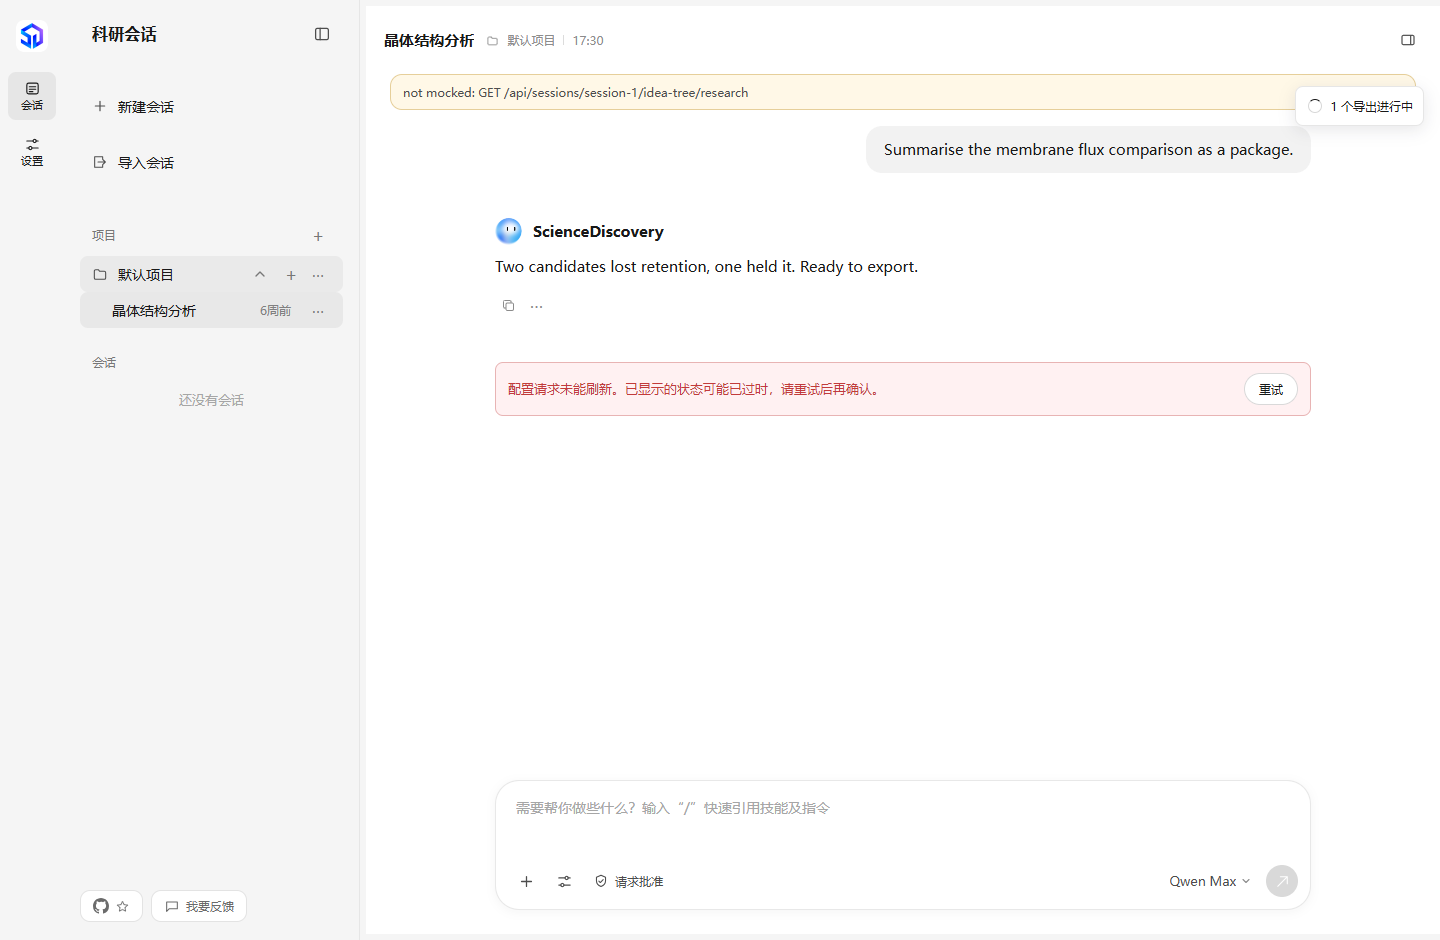 科研会话
会话
设置
新建会话
导入会话
项目
默认项目
晶体结构分析
6周前
会话
还没有会话
我要反馈
晶体结构分析
默认项目
17:30
not mocked: GET /api/sessions/session-1/idea-tree/research
1 个导出进行中
Summarise the membrane flux comparison as a package.
ScienceDiscovery
Two candidates lost retention, one held it. Ready to export.
配置请求未能刷新。已显示的状态可能已过时，请重试后再确认。
重试
需要帮你做些什么？输入“/”快速引用技能及指令
请求批准
Qwen Max